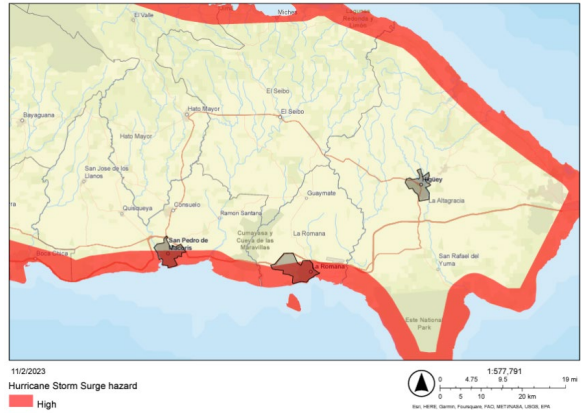 El Valle
Miches
Redonda y
Bayaguana
Hato Mayor
El Seibo
El Seibo
Hato Mayor
San Jose de los
Llanos
Higüey
Guaymate
La Altagracia
Quisqueya
Consuelo
Ramon Santana
Cumayasa y
Cueva de las
Maravillas
La Romana
San Pedro de
Macoris
Boca Chica
La Romana
San Rafael del
Yuma
Este National
Park
11/2/2023
Hurricane Storm Surge hazard
High
1:577,791
0 4.75 9.5 19 mi
0 5 10 20 km
Esri, HERE, Garmin, Foursquare, FAO, METI/NASA, USGS, EPA